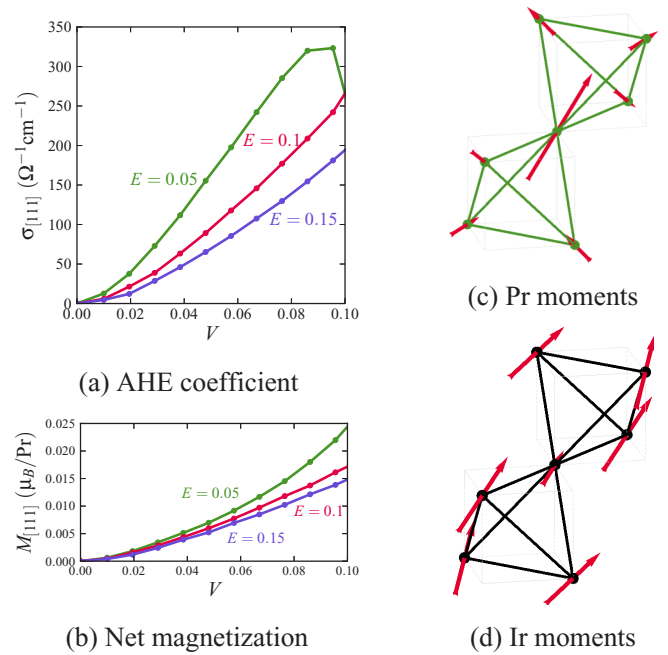 350
300
250
200
150
100
50
0
σ[111] (Ω⁻¹cm⁻¹)
E = 0.05
E = 0.1
E = 0.15
0.00 0.02 0.04 0.06 0.08 0.10
V
(a) AHE coefficient
0.025
0.020
0.015
0.010
0.005
0.000
M[111] (μB/Pr)
E = 0.05
E = 0.1
E = 0.15
0.00 0.02 0.04 0.06 0.08 0.10
V
(b) Net magnetization
(c) Pr moments
(d) Ir moments